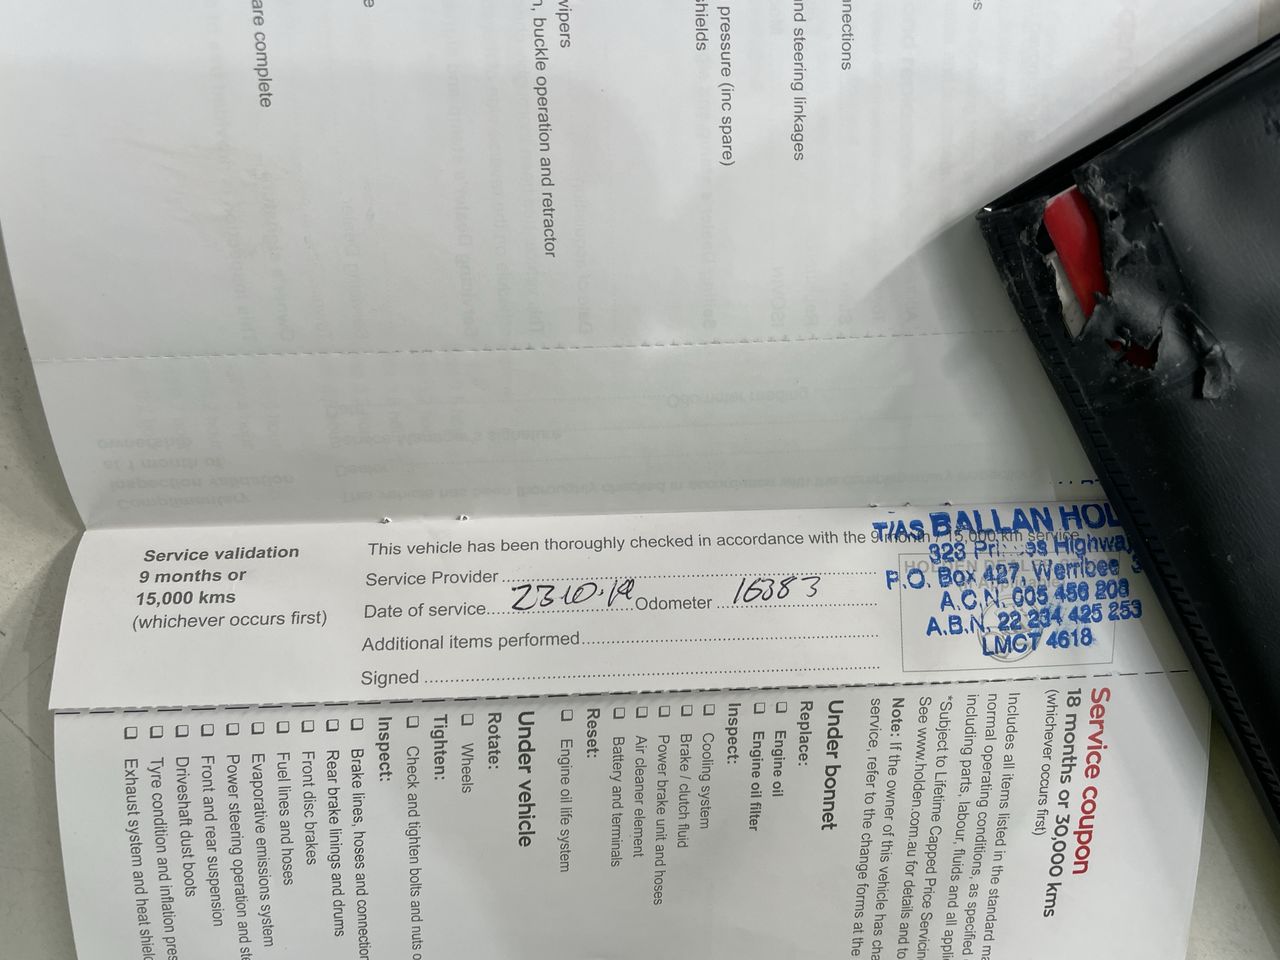 are complete
vipers
n, buckle operation and retractor
pressure (inc spare)
hields
nd steering linkages
nnections
Service validation
9 months or
15,000 kms
(whichever occurs first)
This vehicle has been thoroughly checked in accordance with the 9 month / 15,000 km service
Service Provider
Date of service 23.10.19 Odometer 16383
Additional items performed
Signed
T/AS BALLAN HOL
323 Highway
P.O. Box 427, Werribee 3
A.C.N. 005 456 208
A.B.N. 22 234 425 253
LMCT 4618
Service coupon
18 months or 30,000 kms
(whichever occurs first)
Includes all items listed in the standard ma
normal operating conditions, as specified
including parts, labour, fluids and all appli
*Subject to Lifetime Capped Price Servicing
See www.holden.com.au for details and to
Note: If the owner of this vehicle has cha
service, refer to the change forms at the
Under bonnet
Replace:
Engine oil
Engine oil filter
Inspect:
Cooling system
Brake / clutch fluid
Power brake unit and hoses
Air cleaner element
Battery and terminals
Reset:
Engine oil life system
Under vehicle
Rotate:
Wheels
Tighten:
Check and tighten bolts and nuts o
Inspect:
Brake lines, hoses and connection
Rear brake linings and drums
Front disc brakes
Fuel lines and hoses
Evaporative emissions system
Power steering operation and ste
Front and rear suspension
Driveshaft dust boots
Tyre condition and inflation pres
Exhaust system and heat shield